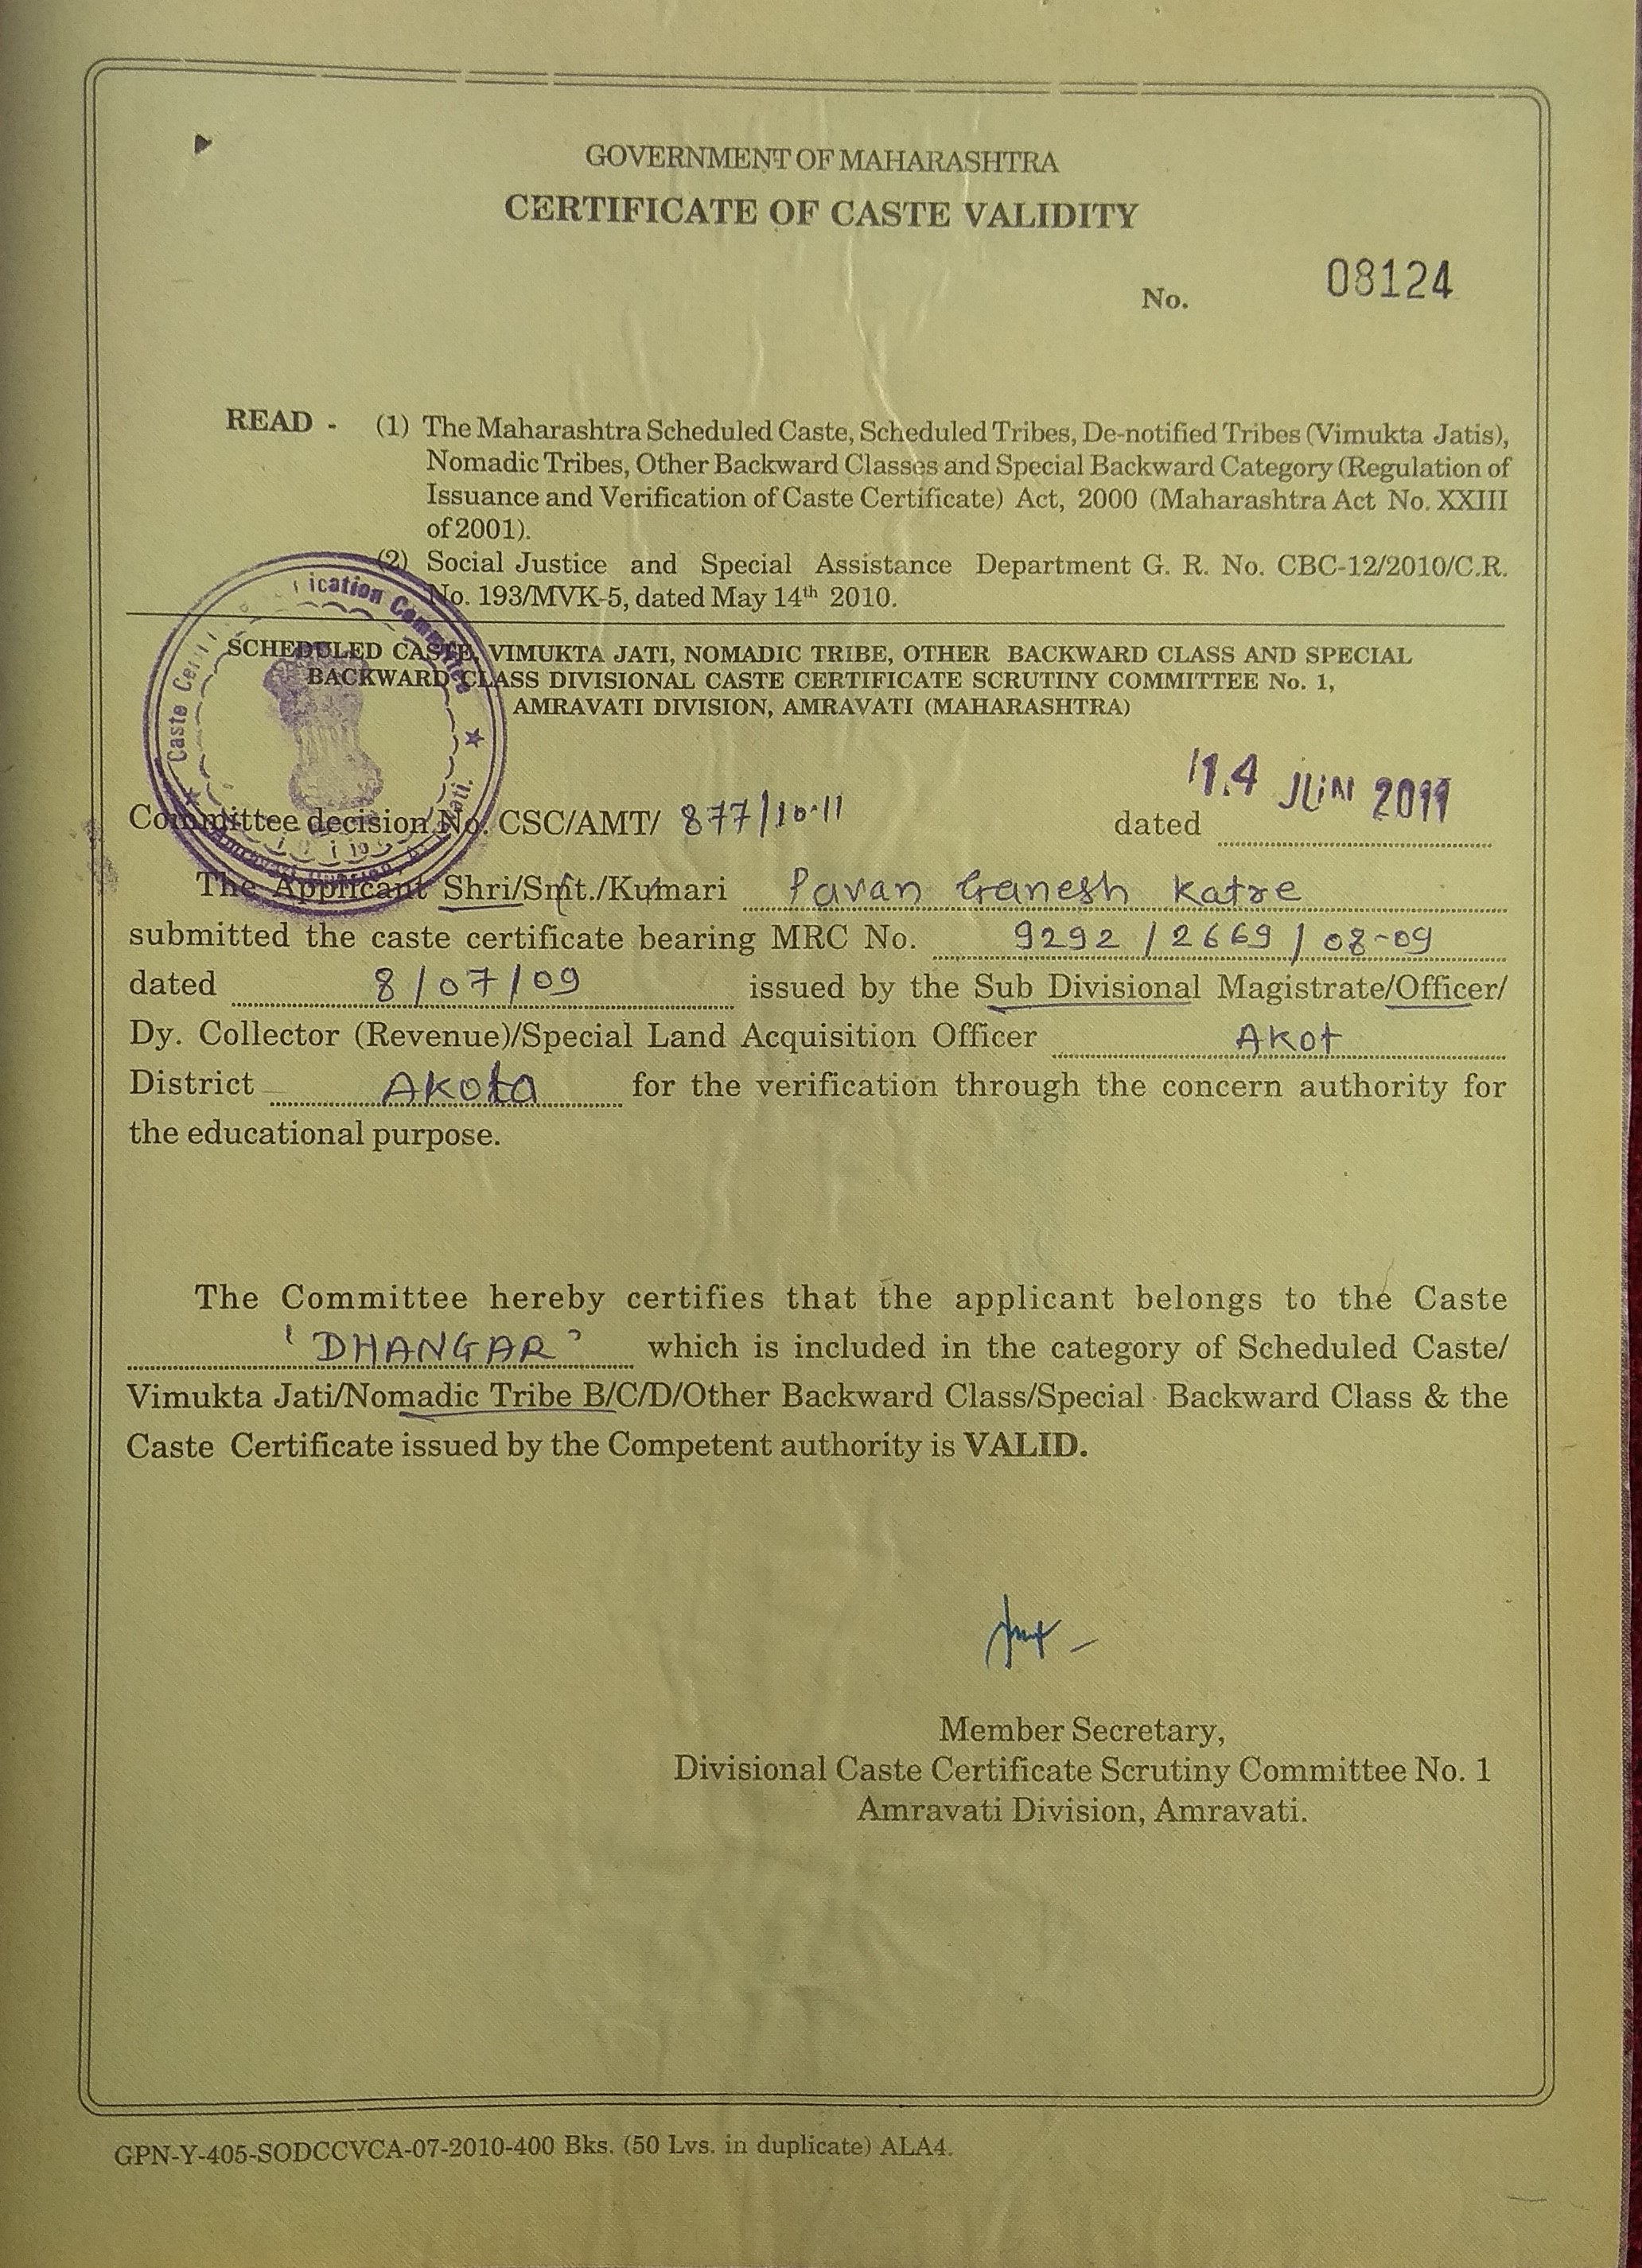 GOVERNMENT OF MAHARASHTRA
CERTIFICATE OF CASTE VALIDITY
No. 08124
READ - (1) The Maharashtra Scheduled Caste, Scheduled Tribes, De-notified Tribes (Vimukta Jatis),
Nomadic Tribes, Other Backward Classes and Special Backward Category (Regulation of
Issuance and Verification of Caste Certificate) Act, 2000 (Maharashtra Act No. XXIII
of 2001).
(2) Social Justice and Special Assistance Department G. R. No. CBC-12/2010/C.R.
No. 193/MVK-5, dated May 14th 2010.
SCHEDULED CASTE, VIMUKTA JATI, NOMADIC TRIBE, OTHER BACKWARD CLASS AND SPECIAL
BACKWARD CLASS DIVISIONAL CASTE CERTIFICATE SCRUTINY COMMITTEE No. 1,
AMRAVATI DIVISION, AMRAVATI (MAHARASHTRA)
Committee decision No. CSC/AMT/ 877/10-11 dated 14 JUN 2011
The Applicant Shri/Smt./Kumari Pavan Ganesh Katre
submitted the caste certificate bearing MRC No. 9292/2669/08-09
dated 8/07/09 issued by the Sub Divisional Magistrate/Officer/
Dy. Collector (Revenue)/Special Land Acquisition Officer Akot
District Akola for the verification through the concern authority for
the educational purpose.
The Committee hereby certifies that the applicant belongs to the Caste
'DHANGAR' which is included in the category of Scheduled Caste/
Vimukta Jati/Nomadic Tribe B/C/D/Other Backward Class/Special Backward Class & the
Caste Certificate issued by the Competent authority is VALID.
Member Secretary,
Divisional Caste Certificate Scrutiny Committee No. 1
Amravati Division, Amravati.
GPN-Y-405-SODCCVCA-07-2010-400 Bks. (50 Lvs. in duplicate) ALA4.